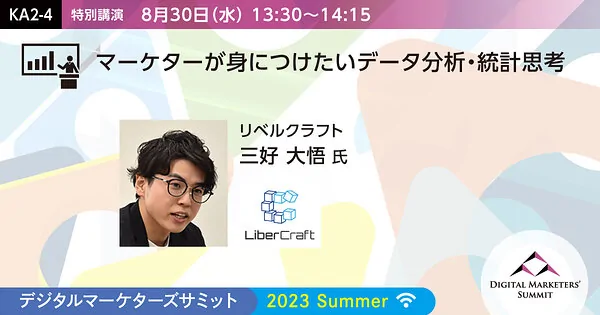 KA2-4 特別講演 8月30日(水) 13:30~14:15
マーケターが身につけたいデータ分析・統計思考
リベルクラフト
三好 大悟 氏
LiberCraft
DIGITAL MARKETERS' SUMMIT
デジタルマーケターズサミット 2023 Summer